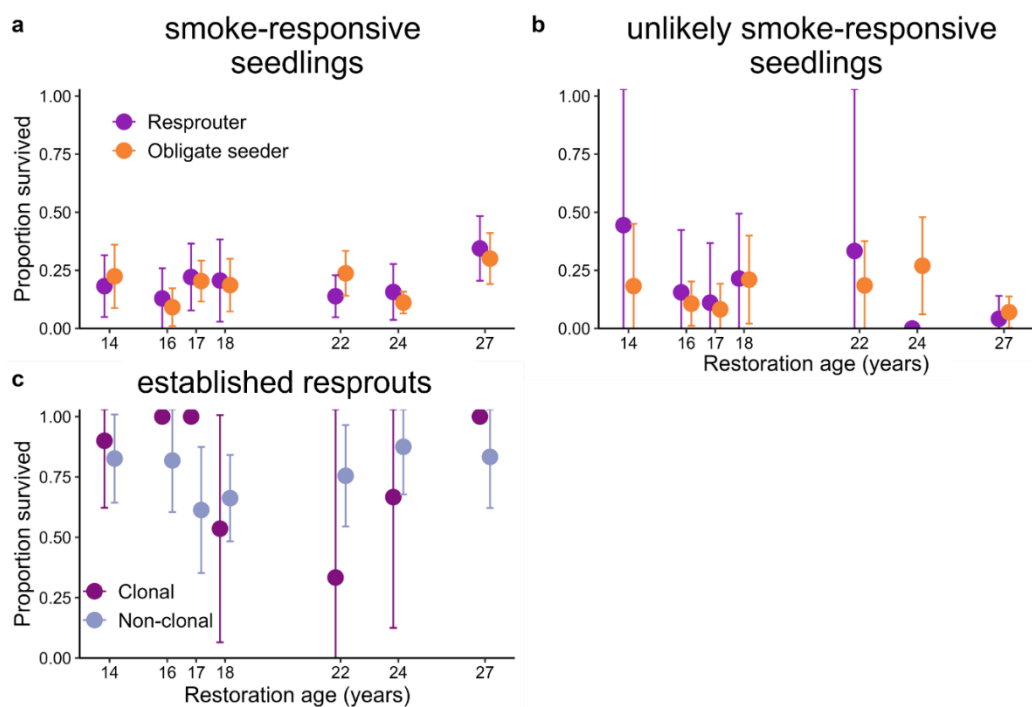 a
smoke-responsive
seedlings
Proportion survived
1.00
0.75
0.50
0.25
0.00
Resprouter
Obligate seeder
14 16 17 18 22 24 27
b
unlikely smoke-responsive
seedlings
1.00
0.75
0.50
0.25
0.00
14 16 17 18 22 24 27
Restoration age (years)
c
established resprouts
Proportion survived
1.00
0.75
0.50
0.25
0.00
Clonal
Non-clonal
14 16 17 18 22 24 27
Restoration age (years)